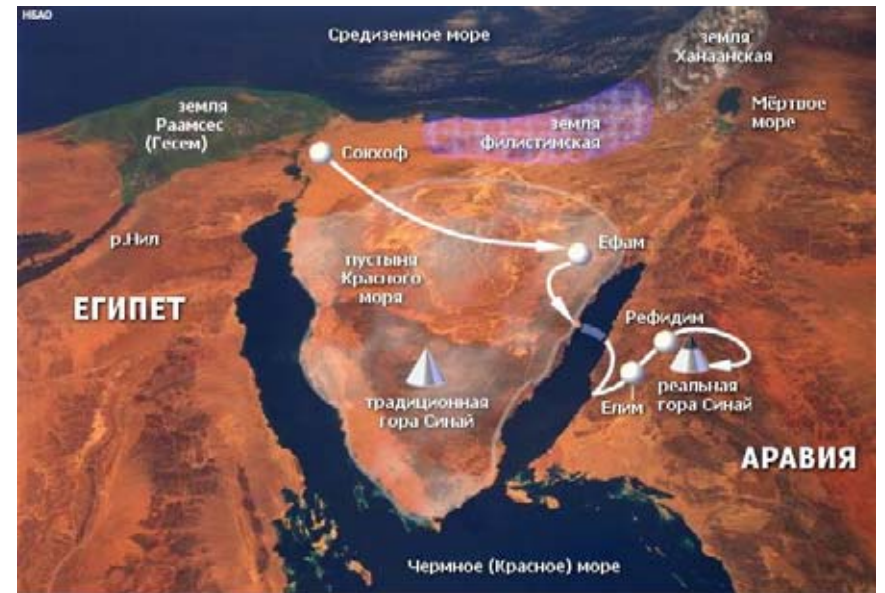 НБАО
Средиземное море
земля
Ханаанская
земля
Раамсес
(Гесем)
Мёртвое
море
земля
филистимская
Сокхоф
р.Нил
Ефам
пустыня
Красного
моря
ЕГИПЕТ
Рефидим
традиционная
гора Синай
реальная
гора Синай
Елим
АРАВИЯ
Чермное (Красное) море